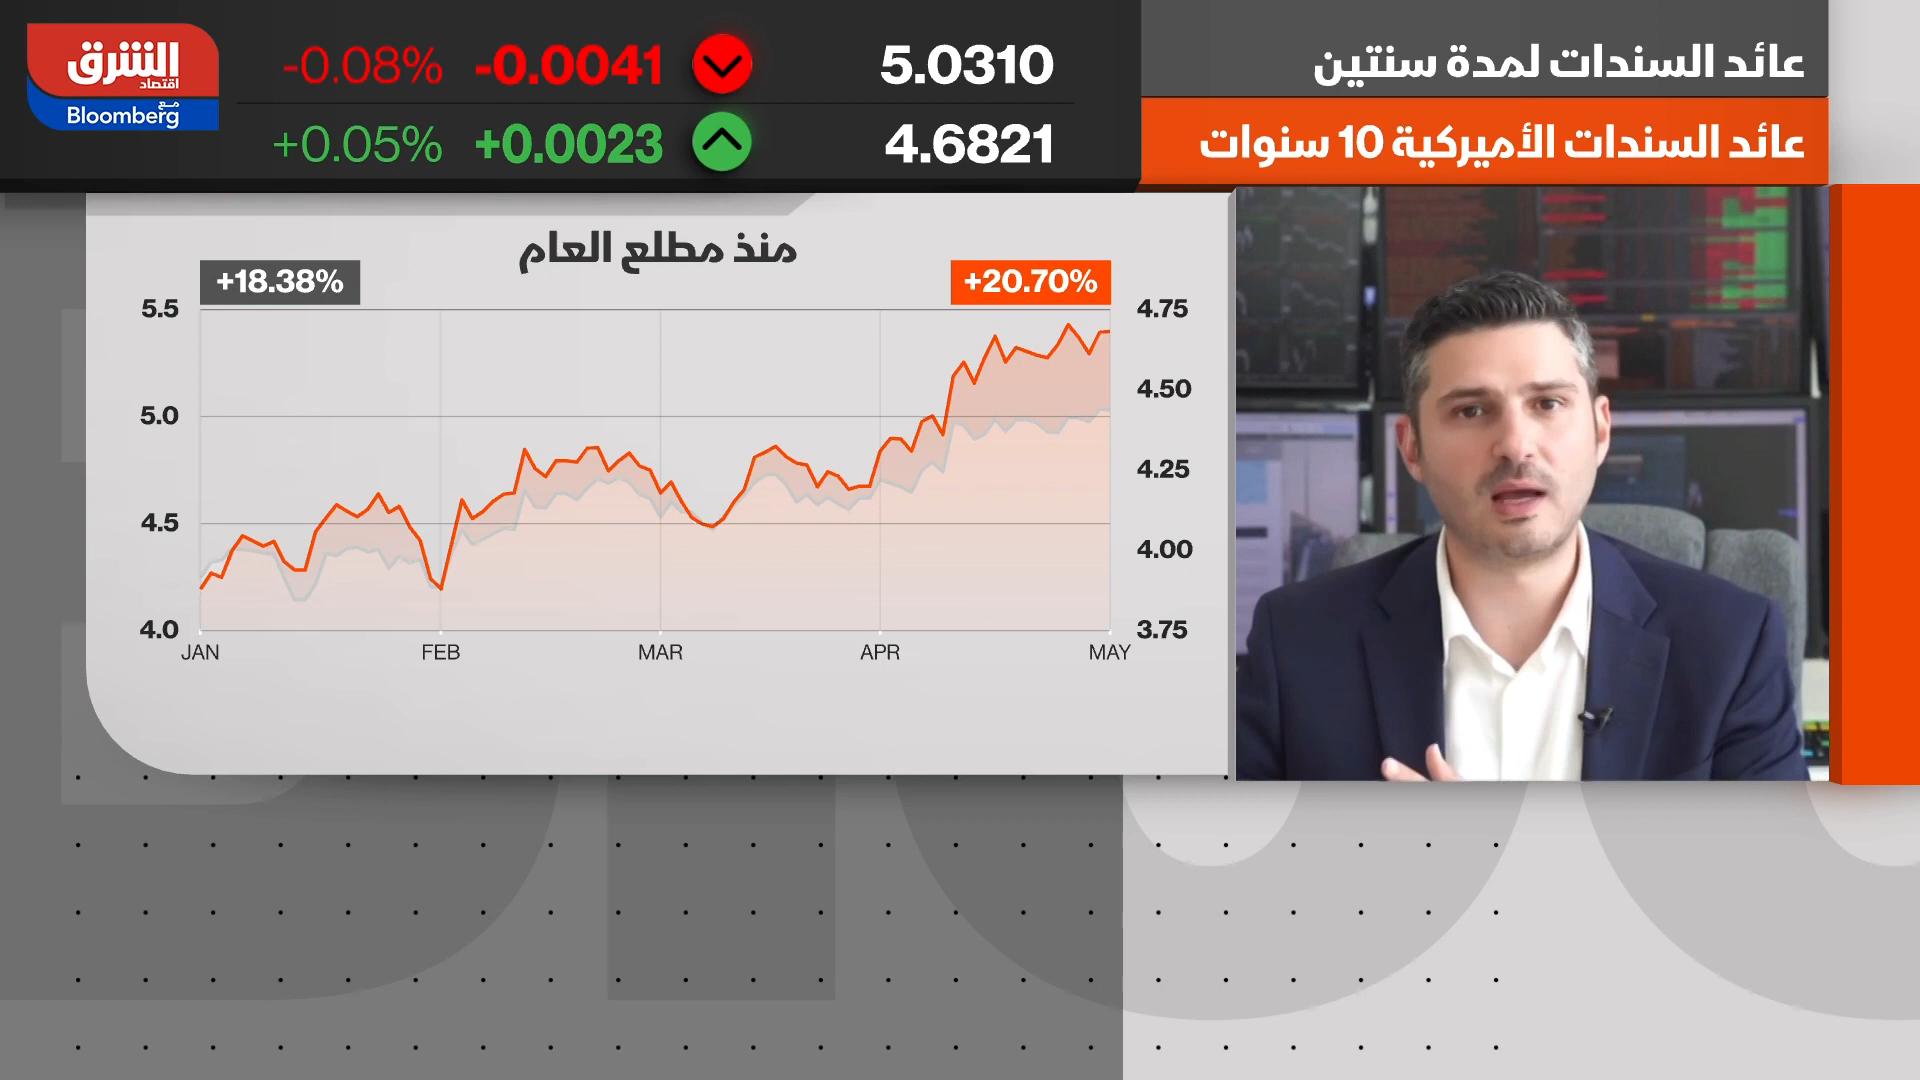 الشرق
اقتصاد
مع
Bloomberg
عائد السندات لمدة سنتين
5.0310
-0.0041
-0.08%
عائد السندات الأميركية 10 سنوات
4.6821
+0.0023
+0.05%
منذ مطلع العام
+18.38%
+20.70%
5.5
5.0
4.5
4.0
4.75
4.50
4.25
4.00
3.75
JAN FEB MAR APR MAY